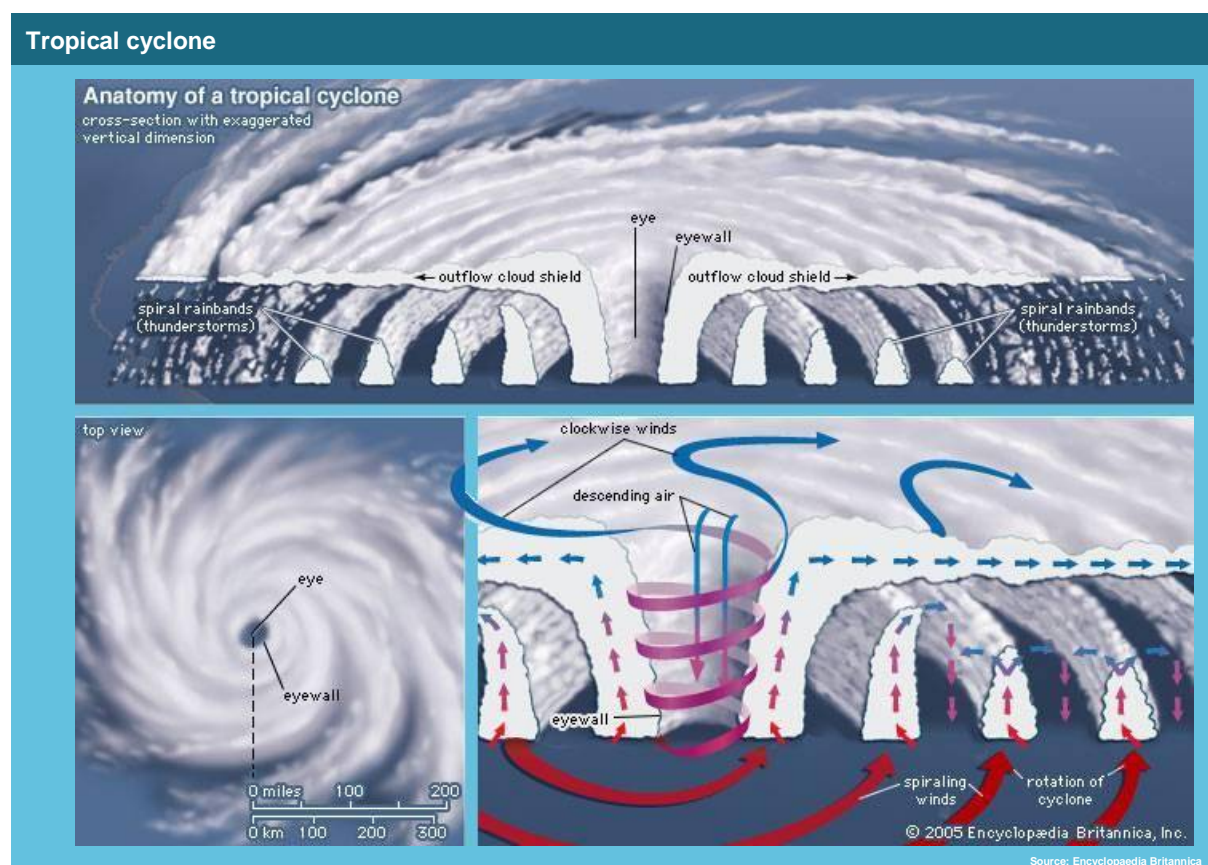 Tropical cyclone
Anatomy of a tropical cyclone
cross-section with exaggerated
vertical dimension
eye
eyewall
outflow cloud shield
outflow cloud shield
spiral rainbands
(thunderstorms)
spiral rainbands
(thunderstorms)
top view
eye
eyewall
0 miles 100 200
0 km 100 200 300
clockwise winds
descending air
eyewall
spiraling
winds
rotation of
cyclone
© 2005 Encyclopædia Britannica, Inc.
Source: Encyclopaedia Britannica